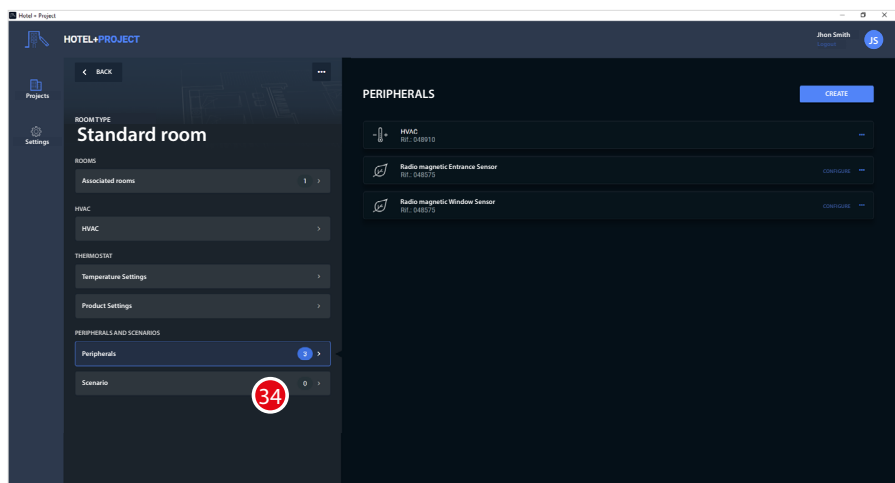 Hotel + Project
HOTEL+PROJECT
Jhon Smith
Logout
JS
Projects
Settings
BACK
ROOM TYPE
Standard room
ROOMS
Associated rooms 1
HVAC
HVAC
THERMOSTAT
Temperature Settings
Product Settings
PERIPHERALS AND SCENARIOS
Peripherals 3
Scenario 0
34
PERIPHERALS
CREATE
HVAC
Rif.: 048910
Radio magnetic Entrance Sensor
Rif.: 048575
CONFIGURE
Radio magnetic Window Sensor
Rif.: 048575
CONFIGURE